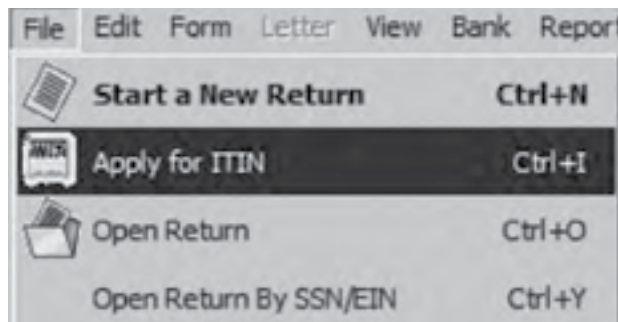 File Edit Form Letter View Bank Repor
Start a New Return Ctrl+N
Apply for ITIN Ctrl+I
Open Return Ctrl+O
Open Return By SSN/EIN Ctrl+Y